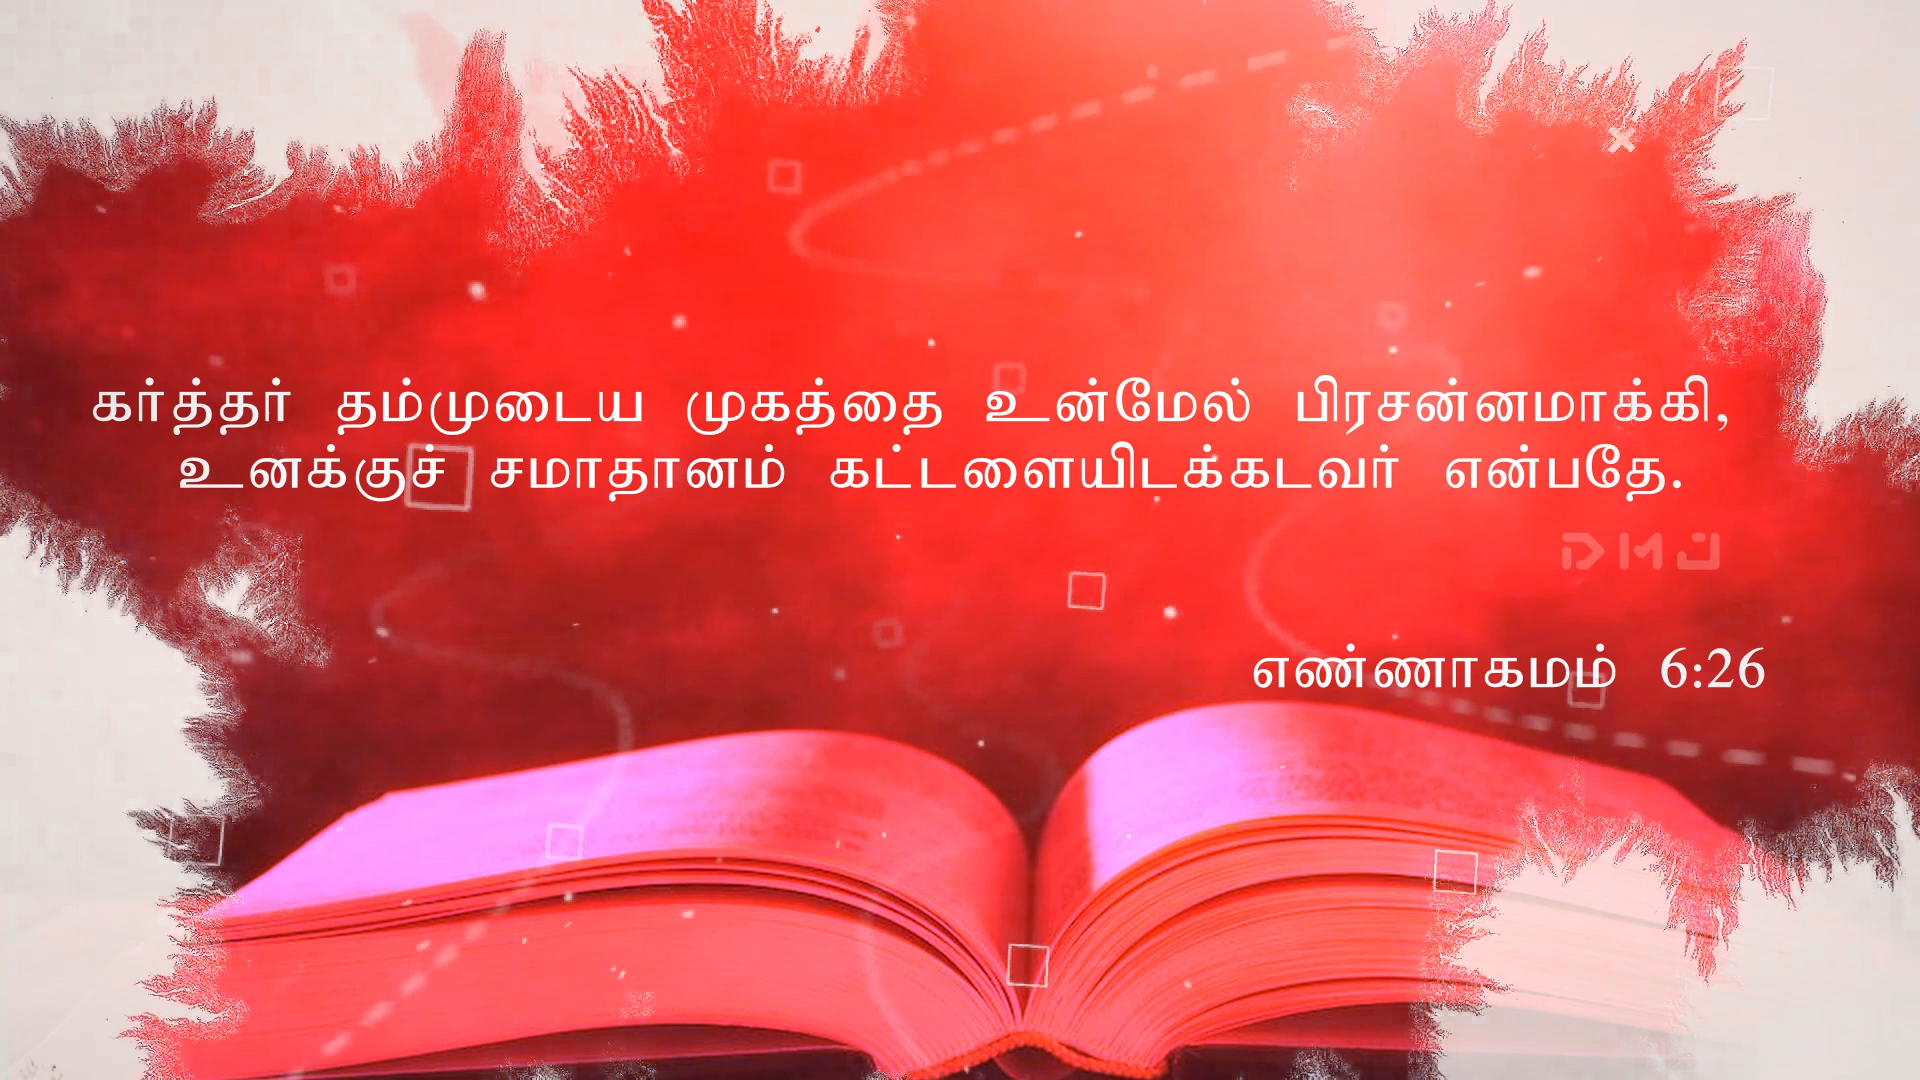 கர்த்தர் தம்முடைய முகத்தை உன்மேல் பிரசன்னமாக்கி,
உனக்குச் சமாதானம் கட்டளையிடக்கடவர் என்பதே.
DMJ
எண்ணாகமம் 6:26